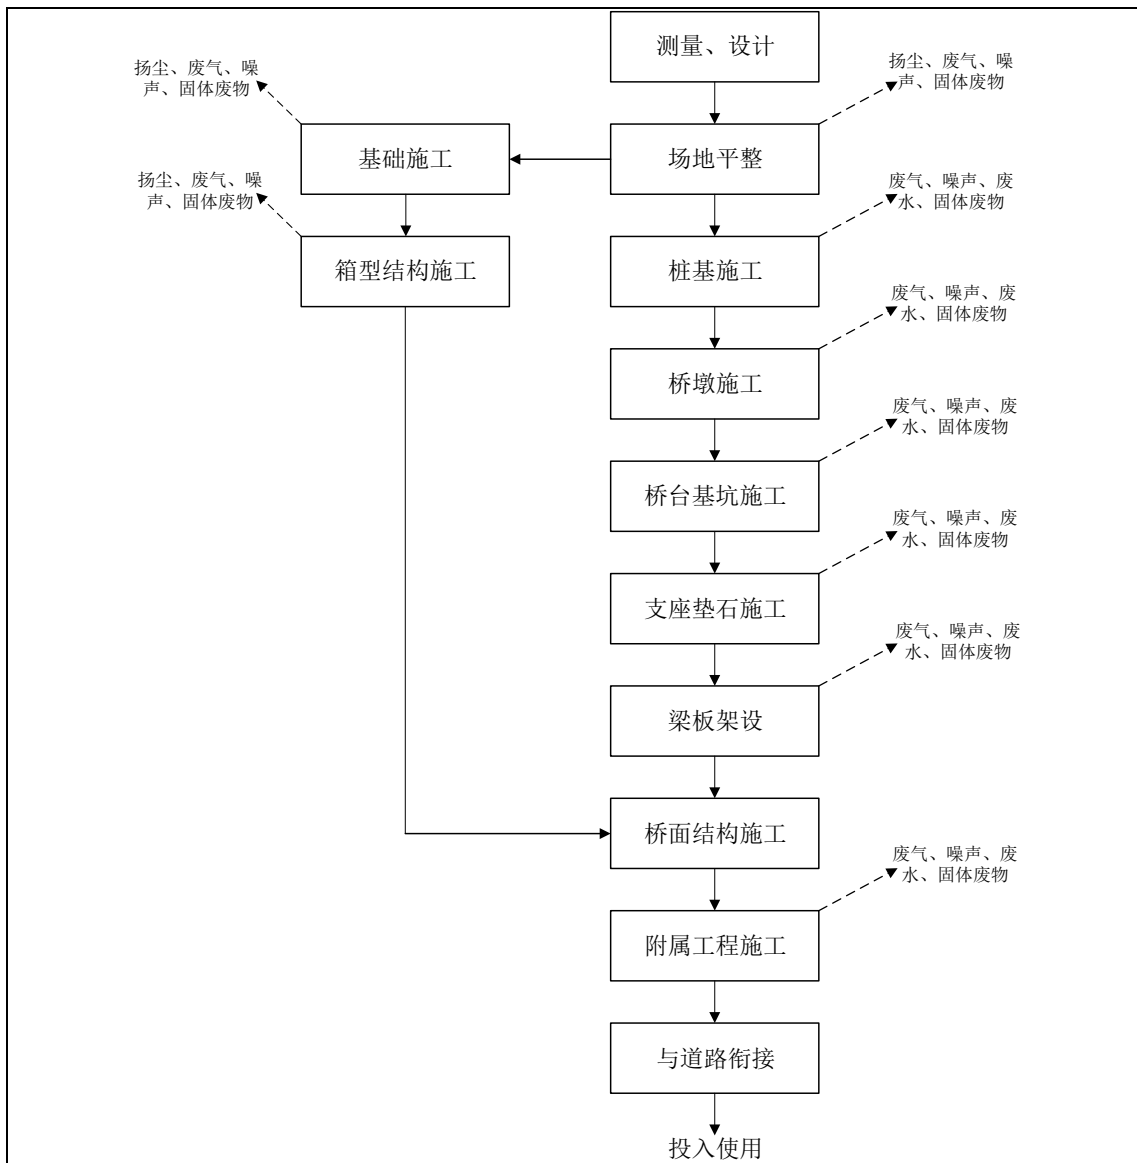 测量、设计
扬尘、废气、噪
声、固体废物
扬尘、废气、噪
声、固体废物
基础施工
场地平整
扬尘、废气、噪
声、固体废物
废气、噪声、废
水、固体废物
箱型结构施工
桩基施工
废气、噪声、废
水、固体废物
桥墩施工
废气、噪声、废
水、固体废物
桥台基坑施工
废气、噪声、废
水、固体废物
支座垫石施工
废气、噪声、废
水、固体废物
梁板架设
桥面结构施工
废气、噪声、废
水、固体废物
附属工程施工
与道路衔接
投入使用